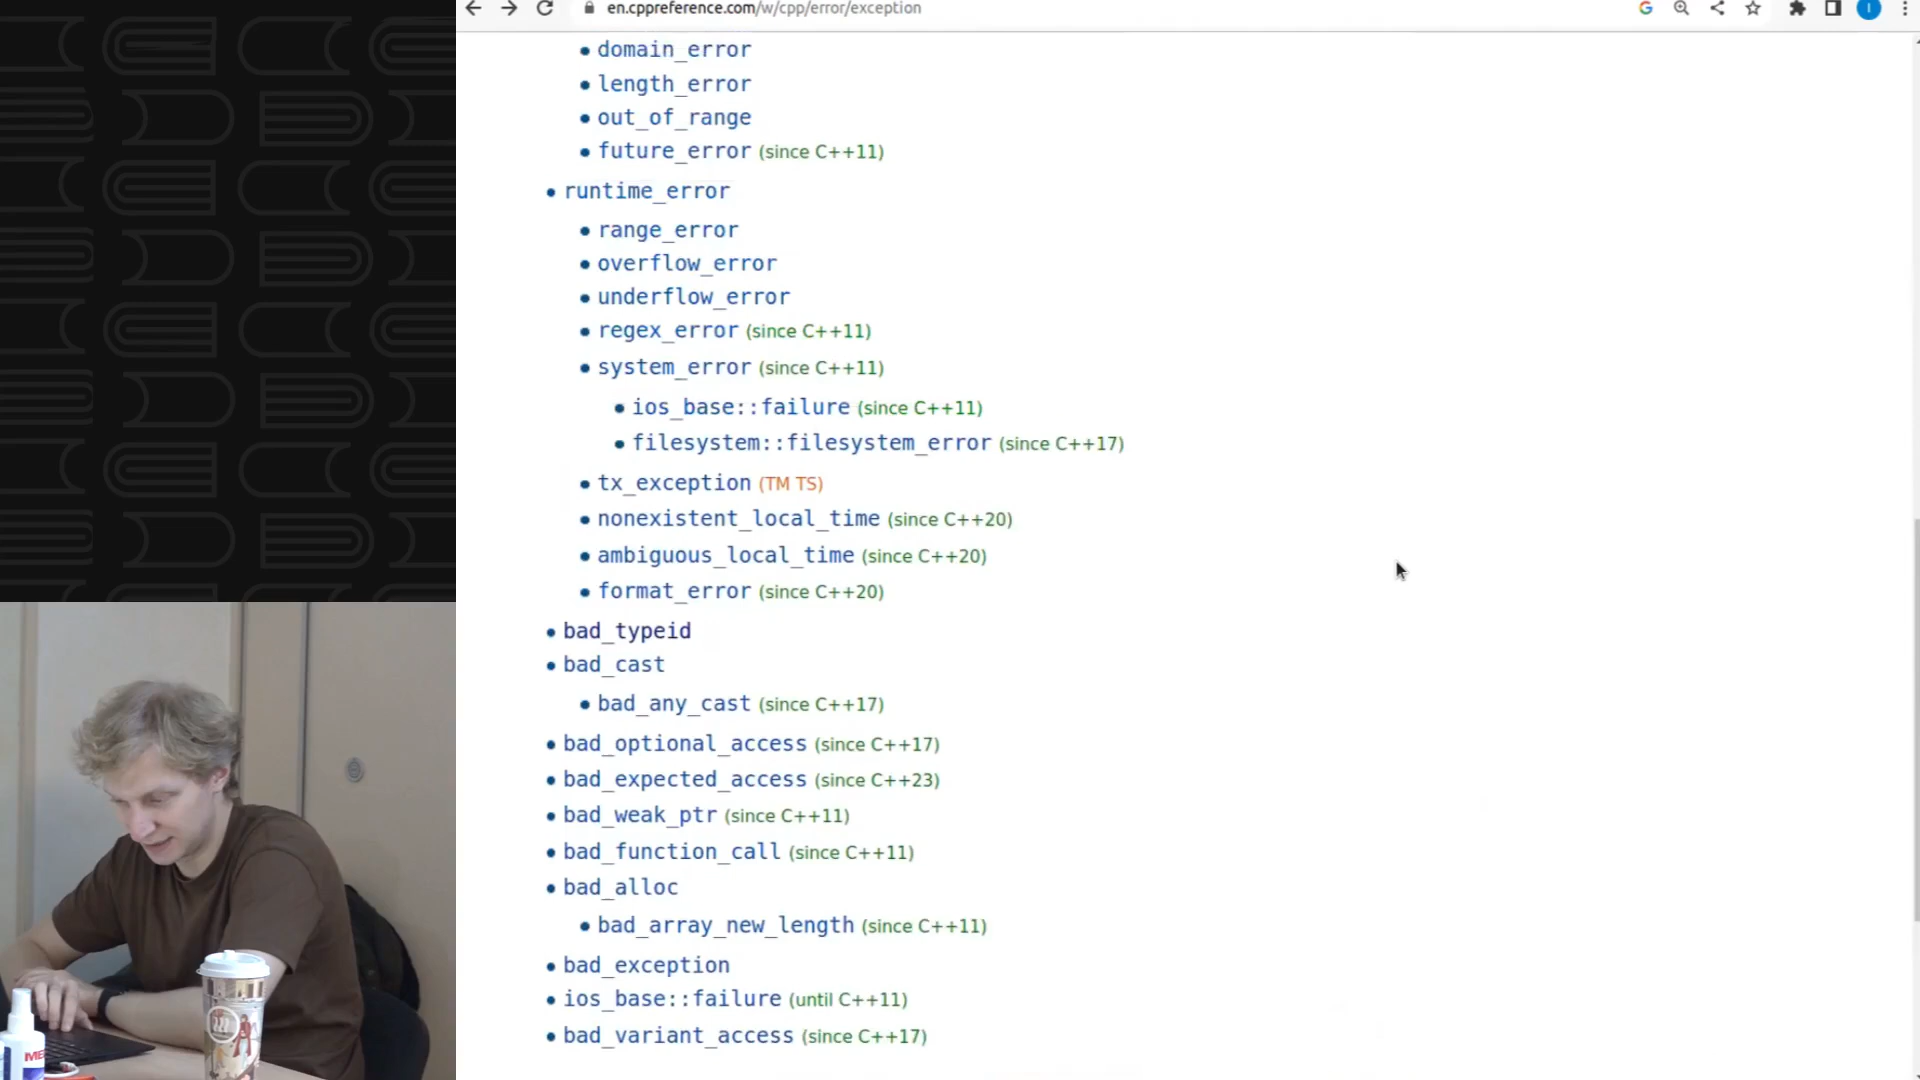 en.cppreference.com/w/cpp/error/exception
domain_error
length_error
out_of_range
future_error (since C++11)
runtime_error
range_error
overflow_error
underflow_error
regex_error (since C++11)
system_error (since C++11)
ios_base::failure (since C++11)
filesystem::filesystem_error (since C++17)
tx_exception (TM TS)
nonexistent_local_time (since C++20)
ambiguous_local_time (since C++20)
format_error (since C++20)
bad_typeid
bad_cast
bad_any_cast (since C++17)
bad_optional_access (since C++17)
bad_expected_access (since C++23)
bad_weak_ptr (since C++11)
bad_function_call (since C++11)
bad_alloc
bad_array_new_length (since C++11)
bad_exception
ios_base::failure (until C++11)
bad_variant_access (since C++17)